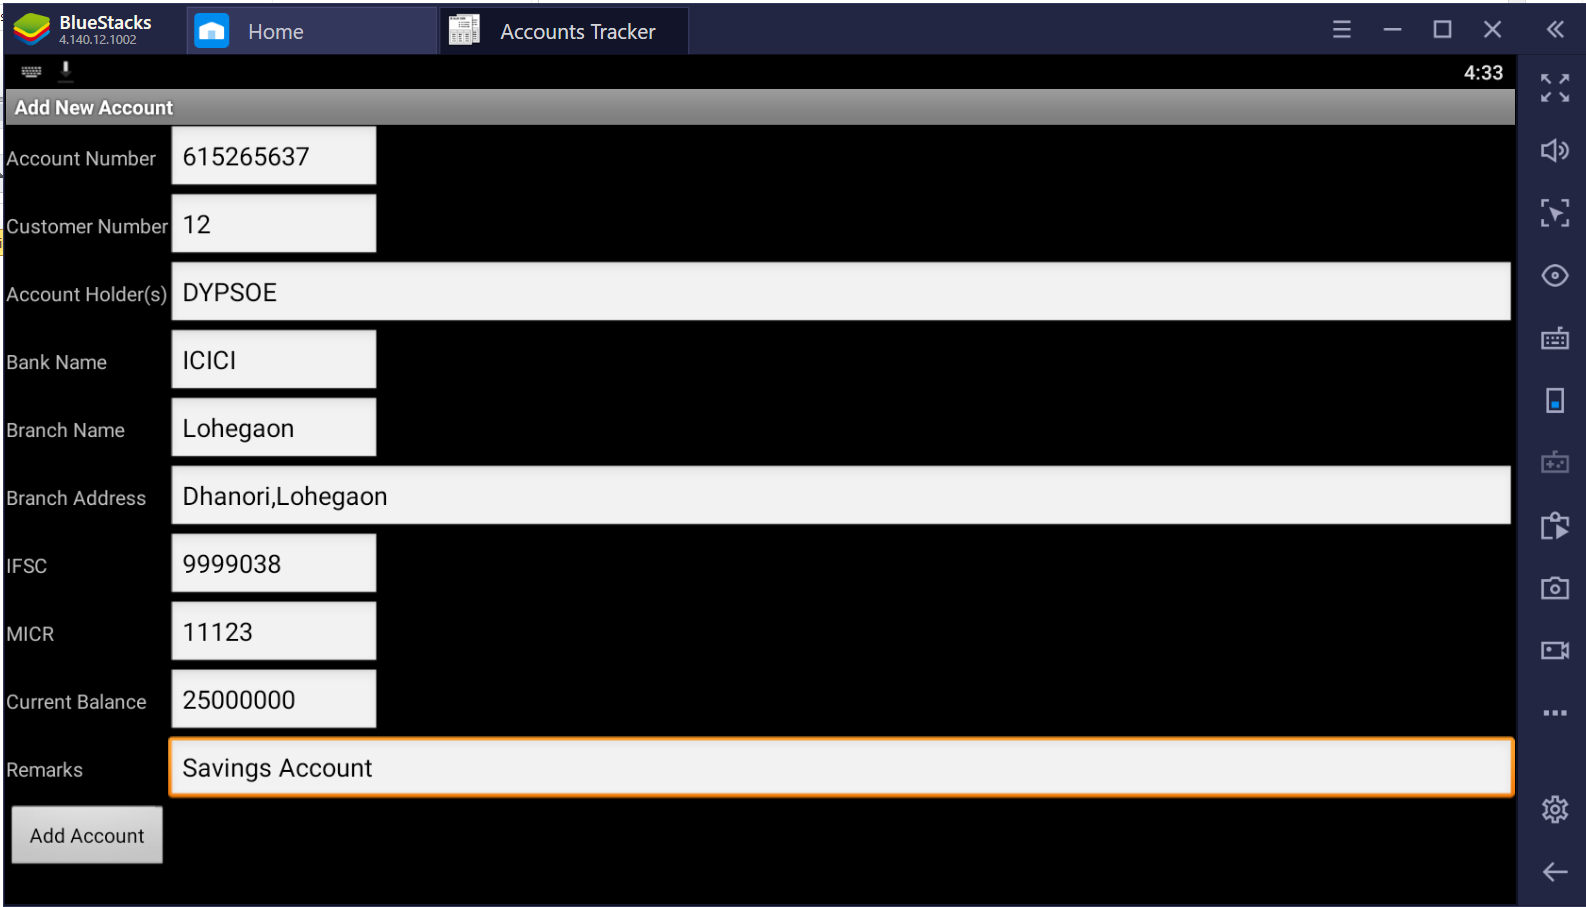 BlueStacks
4.140.12.1002
Home
Accounts Tracker
4:33
Add New Account
Account Number 615265637
Customer Number 12
Account Holder(s) DYPSOE
Bank Name ICICI
Branch Name Lohegaon
Branch Address Dhanori,Lohegaon
IFSC 9999038
MICR 11123
Current Balance 25000000
Remarks Savings Account
Add Account